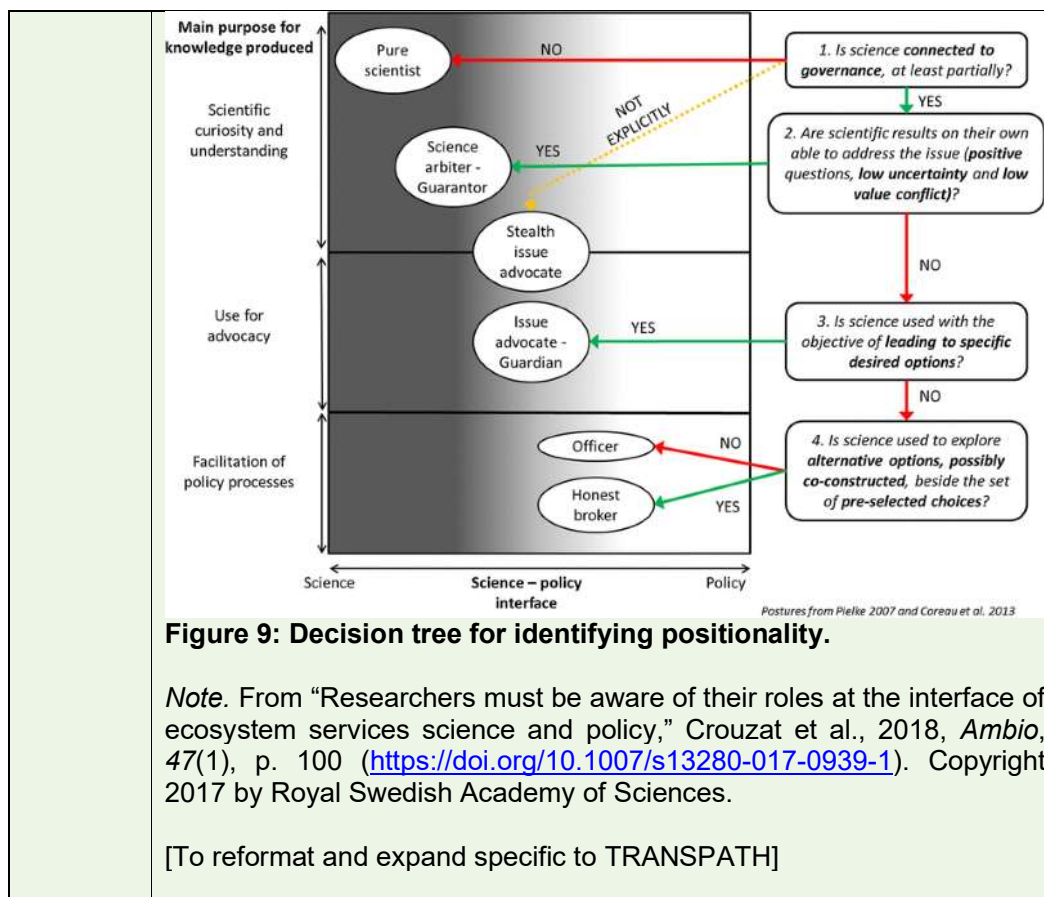 Main purpose for
knowledge produced
Scientific
curiosity and
understanding
Use for
advocacy
Facilitation of
policy processes
Pure
scientist
NO
Science
arbiter -
Guarantor
YES
NOT
EXPLICITLY
Stealth
issue
advocate
Issue
advocate -
Guardian
YES
Officer
NO
Honest
broker
YES
1. Is science connected to
governance, at least partially?
YES
2. Are scientific results on their own
able to address the issue (positive
questions, low uncertainty and low
value conflict)?
NO
3. Is science used with the
objective of leading to specific
desired options?
NO
4. Is science used to explore
alternative options, possibly
co-constructed, beside the set
of pre-selected choices?
Science
Science – policy
interface
Policy
Postures from Pielke 2007 and Coreau et al. 2013
Figure 9: Decision tree for identifying positionality.
Note. From “Researchers must be aware of their roles at the interface of
ecosystem services science and policy,” Crouzat et al., 2018, Ambio,
47(1), p. 100 (https://doi.org/10.1007/s13280-017-0939-1). Copyright
2017 by Royal Swedish Academy of Sciences.
[To reformat and expand specific to TRANSPATH]